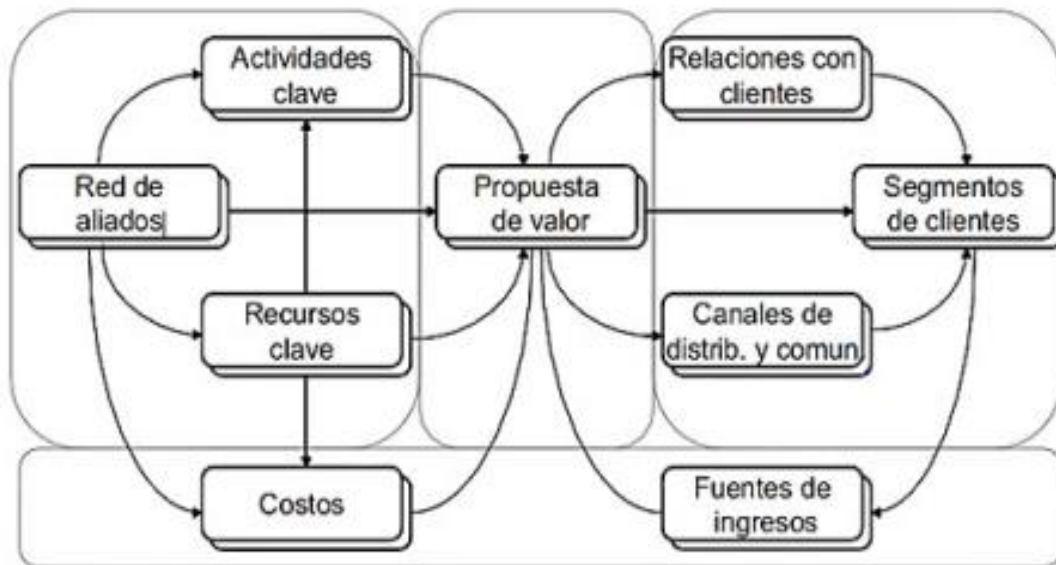 Actividades
clave
Relaciones con
clientes
Red de
aliados
Propuesta
de valor
Segmentos
de clientes
Recursos
clave
Canales de
distrib. y comun.
Costos
Fuentes de
ingresos